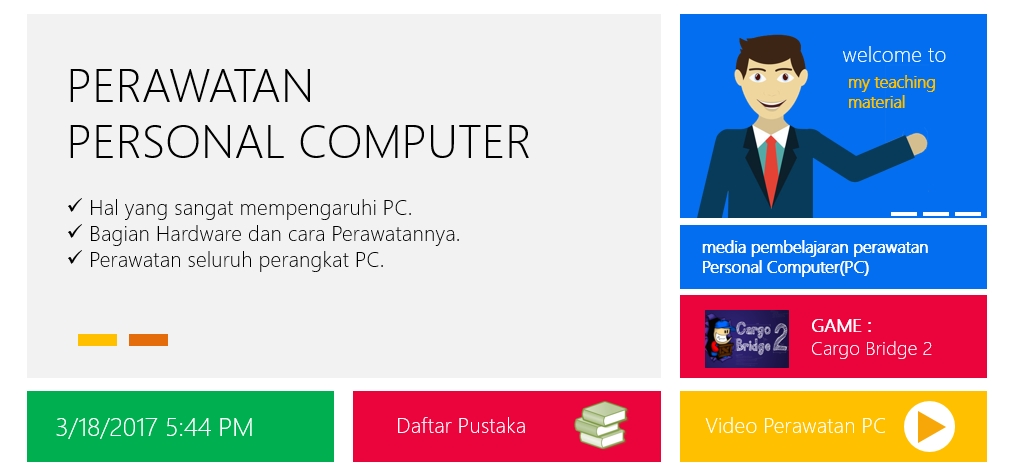 PERAWATAN
PERSONAL COMPUTER
✓ Hal yang sangat mempengaruhi PC.
✓ Bagian Hardware dan cara Perawatannya.
✓ Perawatan seluruh perangkat PC.
welcome to
my teaching
material
media pembelajaran perawatan
Personal Computer(PC)
Cargo
Bridge 2
GAME :
Cargo Bridge 2
3/18/2017 5:44 PM
Daftar Pustaka
Video Perawatan PC